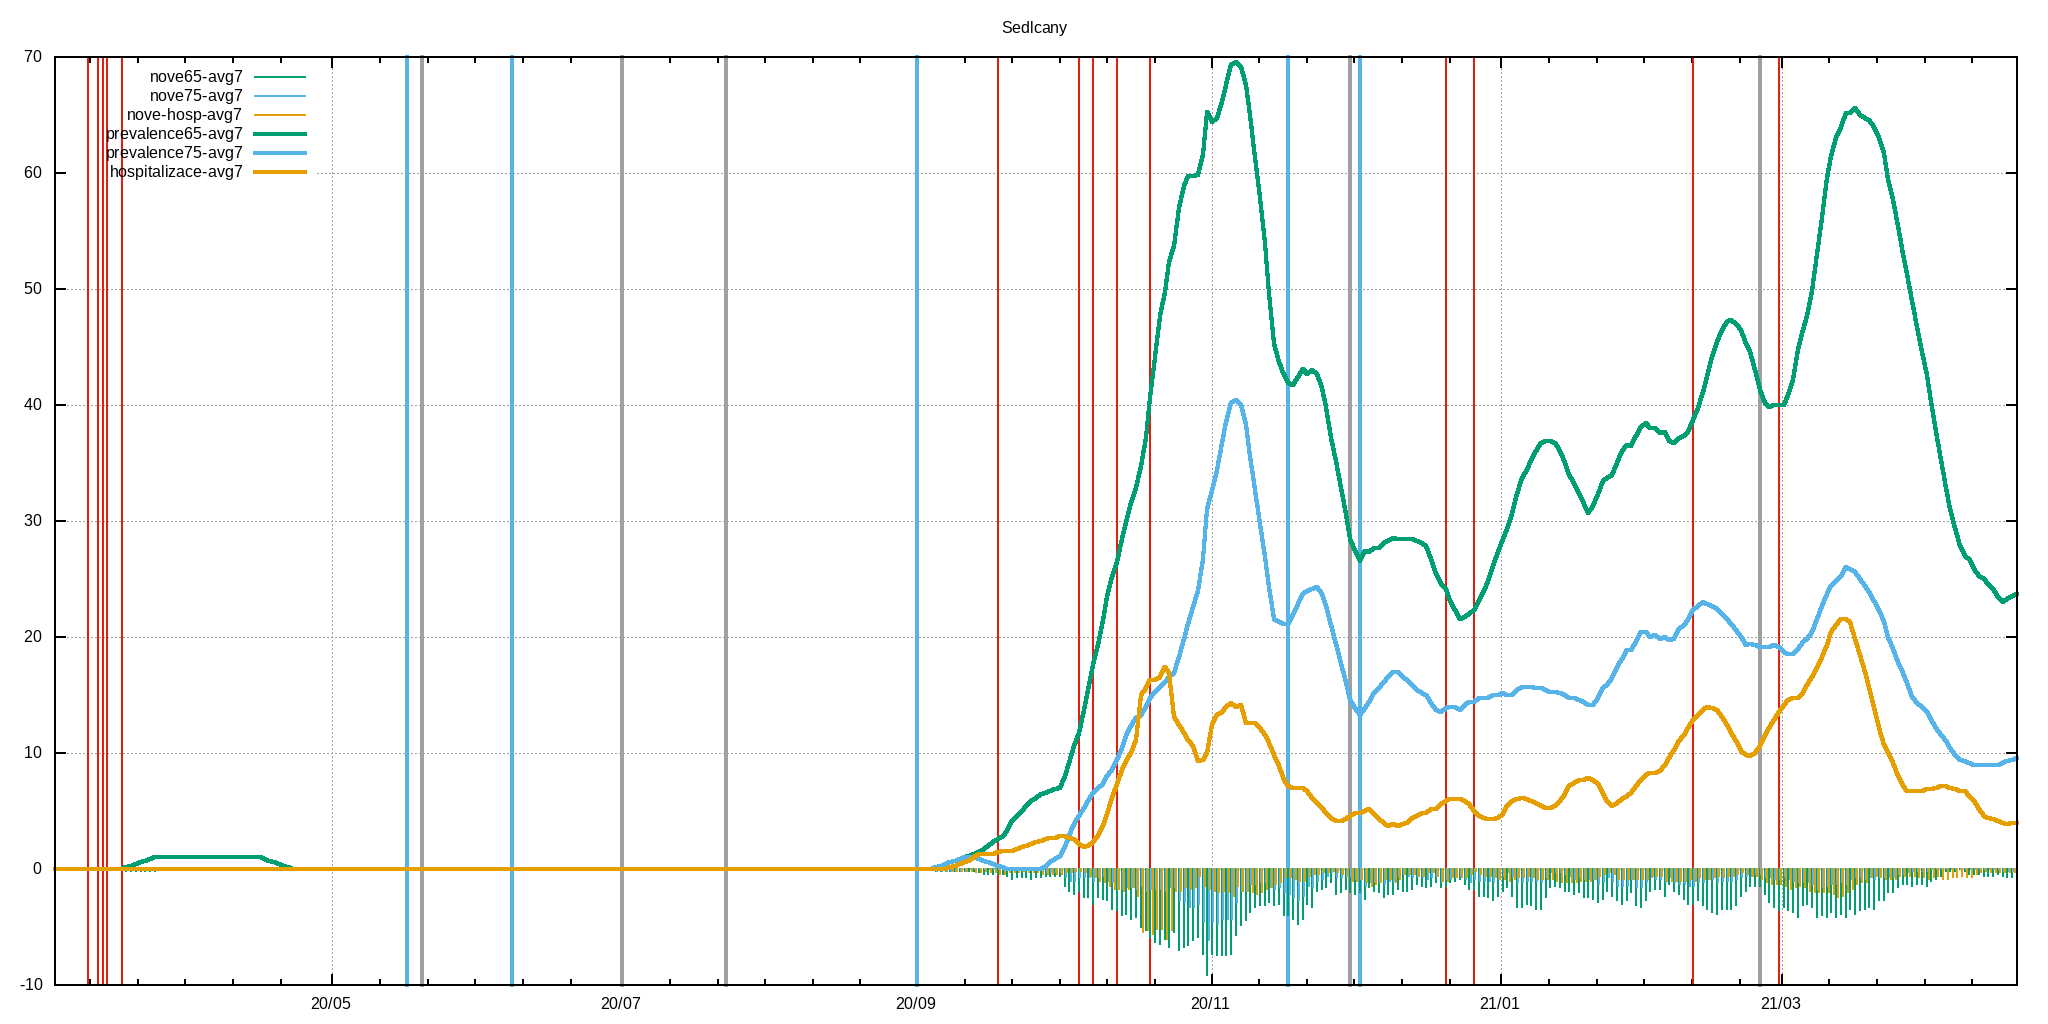 Sedlcany
70
60
50
40
30
20
10
0
-10
nove65-avg7
nove75-avg7
nove-hosp-avg7
prevalence65-avg7
prevalence75-avg7
hospitalizace-avg7
20/05 20/07 20/09 20/11 21/01 21/03